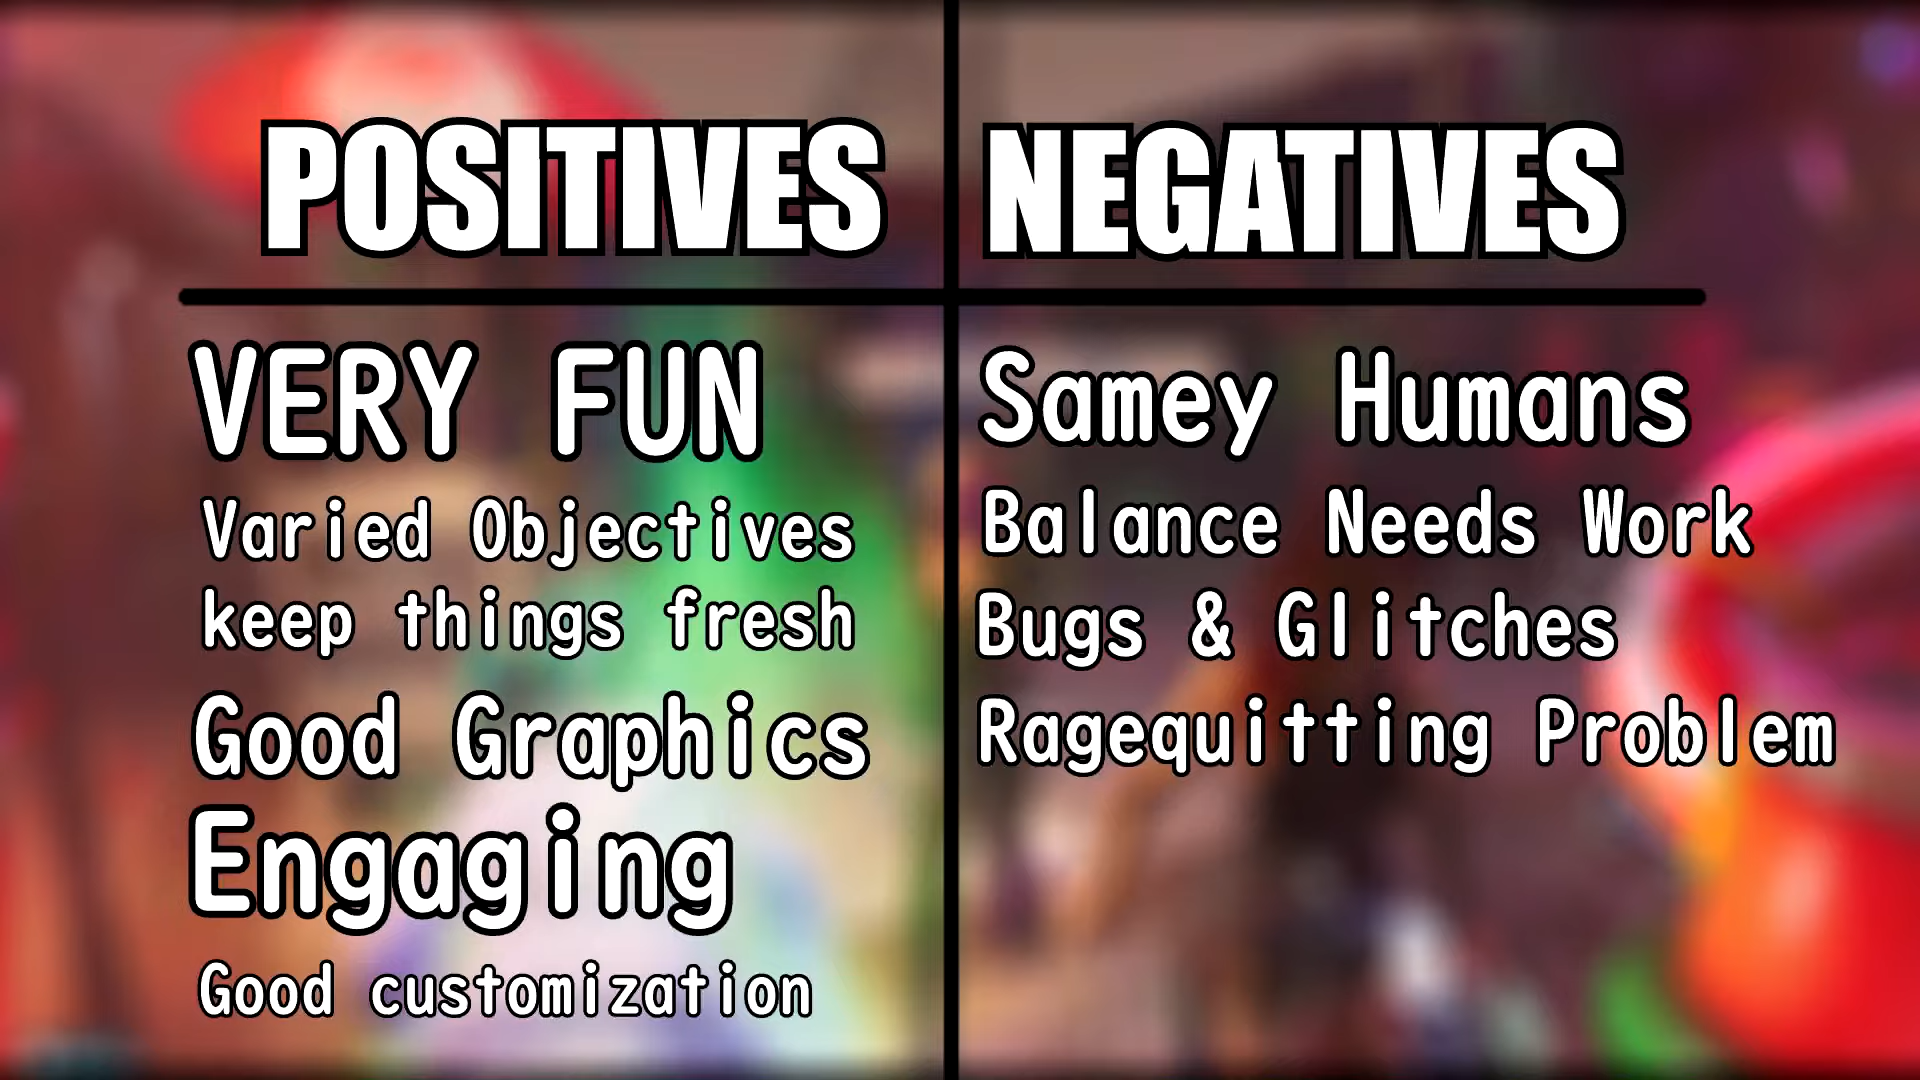 POSITIVES
NEGATIVES
VERY FUN
Varied Objectives
keep things fresh
Good Graphics
Engaging
Good customization
Samey Humans
Balance Needs Work
Bugs & Glitches
Ragequitting Problem